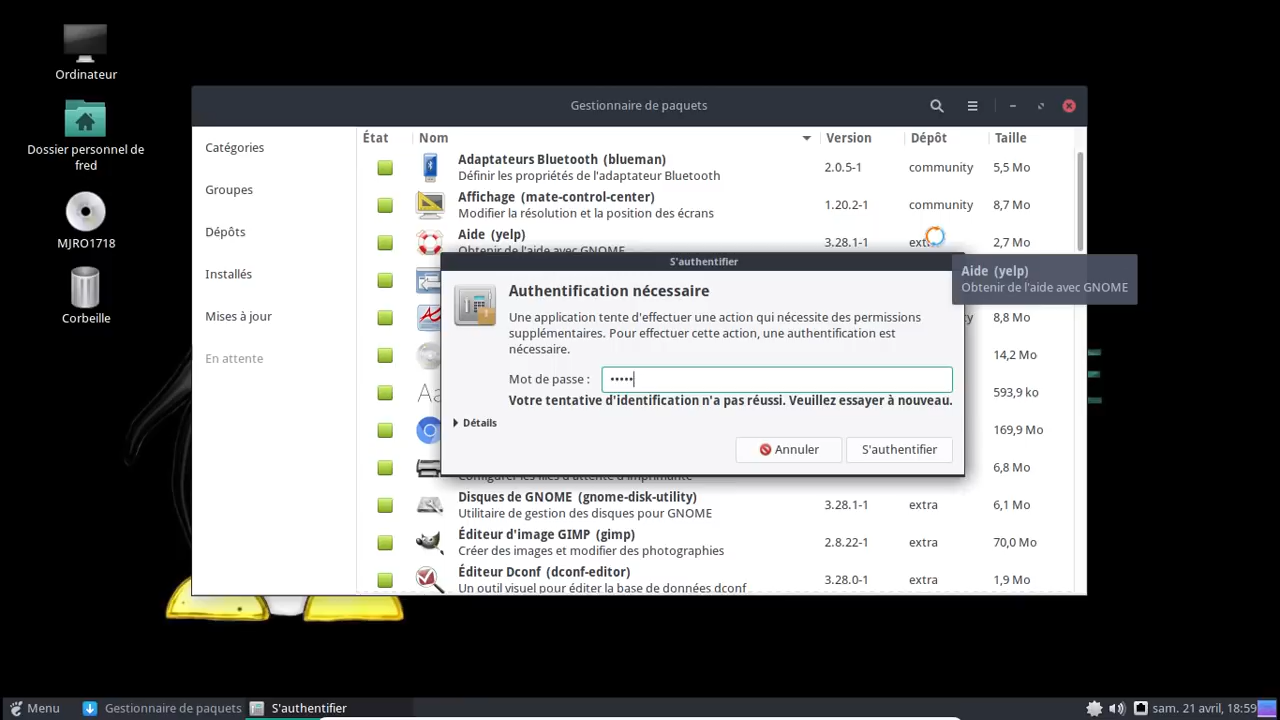 Ordinateur
Dossier personnel de
fred
MJRO1718
Corbeille
Gestionnaire de paquets
Catégories
Groupes
Dépôts
Installés
Mises à jour
En attente
État Nom Version Dépôt Taille
Adaptateurs Bluetooth (blueman)
Définir les propriétés de l'adaptateur Bluetooth
2.0.5-1 community 5,5 Mo
Affichage (mate-control-center)
Modifier la résolution et la position des écrans
1.20.2-1 community 8,7 Mo
Aide (yelp)
Obtenir de l'aide avec GNOME
3.28.1-1 2,7 Mo
Aide (yelp)
Obtenir de l'aide avec GNOME
8,8 Mo
14,2 Mo
593,9 ko
169,9 Mo
6,8 Mo
S'authentifier
Authentification nécessaire
Une application tente d'effectuer une action qui nécessite des permissions
supplémentaires. Pour effectuer cette action, une authentification est
nécessaire.
Mot de passe : •••••
Votre tentative d'identification n'a pas réussi. Veuillez essayer à nouveau.
Détails
Annuler S'authentifier
Configurer les files d'attente d'imprimante
Disques de GNOME (gnome-disk-utility)
Utilitaire de gestion des disques pour GNOME
3.28.1-1 extra 6,1 Mo
Éditeur d'image GIMP (gimp)
Créer des images et modifier des photographies
2.8.22-1 extra 70,0 Mo
Éditeur Dconf (dconf-editor)
Un outil visuel pour éditer la base de données dconf
3.28.0-1 extra 1,9 Mo
Menu Gestionnaire de paquets S'authentifier sam. 21 avril, 18:59